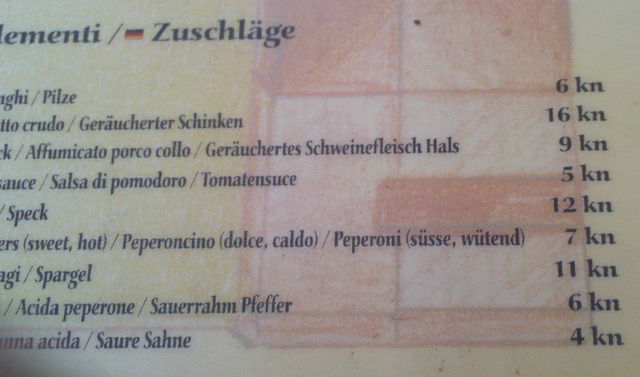 lementi / Zuschläge
nghi / Pilze 6 kn
tto crudo / Geräucherter Schinken 16 kn
ck / Affumicato porco collo / Geräuchertes Schweinefleisch Hals 9 kn
sauce / Salsa di pomodoro / Tomatensuce 5 kn
/ Speck 12 kn
ers (sweet, hot) / Peperoncino (dolce, caldo) / Peperoni (süsse, wütend) 7 kn
agi / Spargel 11 kn
/ Acida peperone / Sauerrahm Pfeffer 6 kn
anna acida / Saure Sahne 4 kn